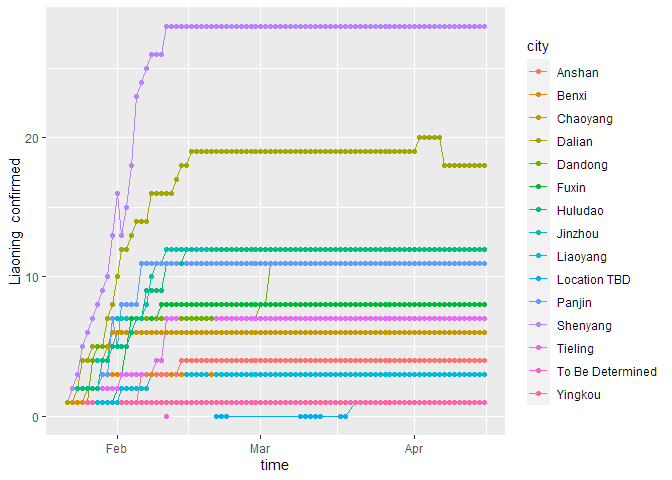 Liaoning confirmed
20
10
0
Feb
Mar
Apr
time
city
Anshan
Benxi
Chaoyang
Dalian
Dandong
Fuxin
Huludao
Jinzhou
Liaoyang
Location TBD
Panjin
Shenyang
Tieling
To Be Determined
Yingkou